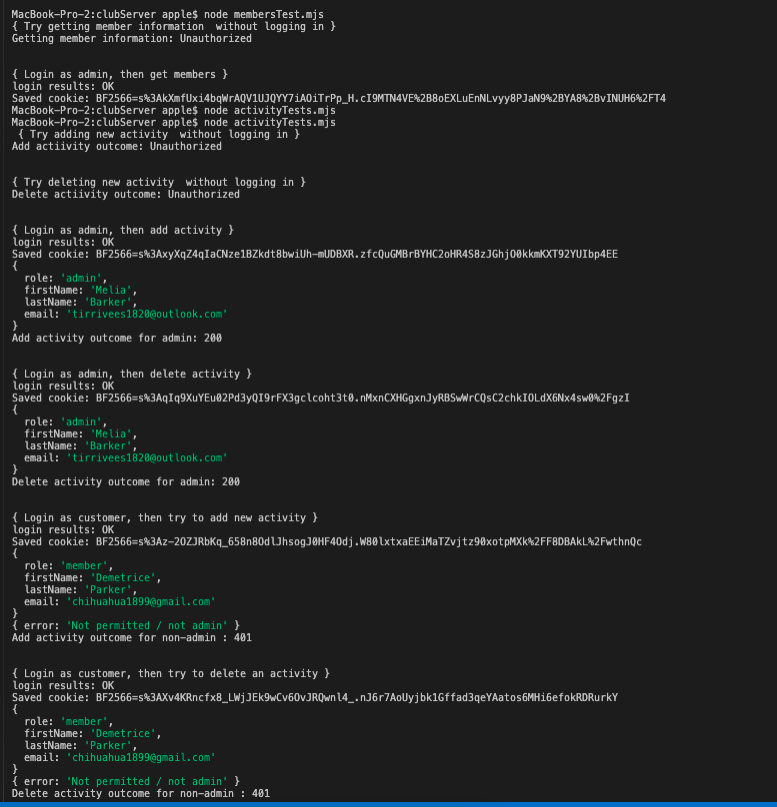 MacBook-Pro-2:clubServer apple$ node membersTest.mjs
{ Try getting member information  without logging in }
Getting member information: Unauthorized
{ Login as admin, then get members }
login results: OK
Saved cookie: BF2566=s%3AkXmfUxi4bqWrAQV1UJQYY7iAOiTrPp_H.cI9MTN4VE%2B8oEXLuEnNLvyy8PJaN9%2BYA8%2BvINUH6%2FT4
MacBook-Pro-2:clubServer apple$ node activityTests.mjs
MacBook-Pro-2:clubServer apple$ node activityTests.mjs
{ Try adding new activity  without logging in }
Add actiivity outcome: Unauthorized
{ Try deleting new activity  without logging in }
Delete actiivity outcome: Unauthorized
{ Login as admin, then add activity }
login results: OK
Saved cookie: BF2566=s%3AxyXqZ4qIaCNze1BZkdt8bwiUh-mUDBXR.zfcQuGMBrBYHC2oHR4S8zJGhjO0kkmKXT92YUIbp4EE
{
role: 'admin',
firstName: 'Melia',
lastName: 'Barker',
email: 'tirrivees1820@outlook.com'
}
Add activity outcome for admin: 200
{ Login as admin, then delete activity }
login results: OK
Saved cookie: BF2566=s%3AqIq9XuYEu02Pd3yQI9rFX3gclcoht3t0.nMxnCXHGgxnJyRBSwWrCQsC2chkIOLdX6Nx4sw0%2FgzI
{
role: 'admin',
firstName: 'Melia',
lastName: 'Barker',
email: 'tirrivees1820@outlook.com'
}
Delete activity outcome for admin: 200
{ Login as customer, then try to add new activity }
login results: OK
Saved cookie: BF2566=s%3Az-2OZJRbKq_658n8OdlJhsogJ0HF4Odj.W80lxtxaEEiMaTZvjtz90xotpMXk%2FF8DBAkL%2FwthnQc
{
role: 'member',
firstName: 'Demetrice',
lastName: 'Parker',
email: 'chihuahua1899@gmail.com'
}
{ error: 'Not permitted / not admin' }
Add activity outcome for non-admin : 401
{ Login as customer, then try to delete an activity }
login results: OK
Saved cookie: BF2566=s%3AXv4KRncfx8_LWjJEk9wCv6OvJRQwnl4_.nJ6r7AoUyjbk1Gffad3qeYAatos6MHi6efokRDRurkY
{
role: 'member',
firstName: 'Demetrice',
lastName: 'Parker',
email: 'chihuahua1899@gmail.com'
}
{ error: 'Not permitted / not admin' }
Delete activity outcome for non-admin : 401